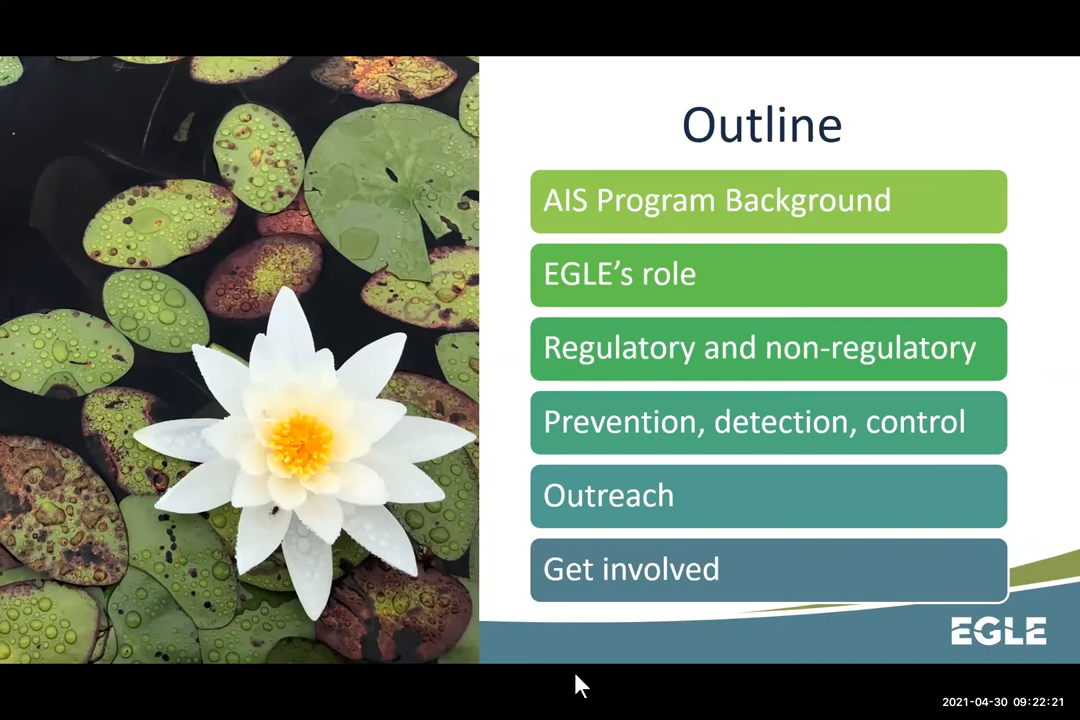 Outline
AIS Program Background
EGLE’s role
Regulatory and non-regulatory
Prevention, detection, control
Outreach
Get involved
EGLE
2021-04-30 09:22:21